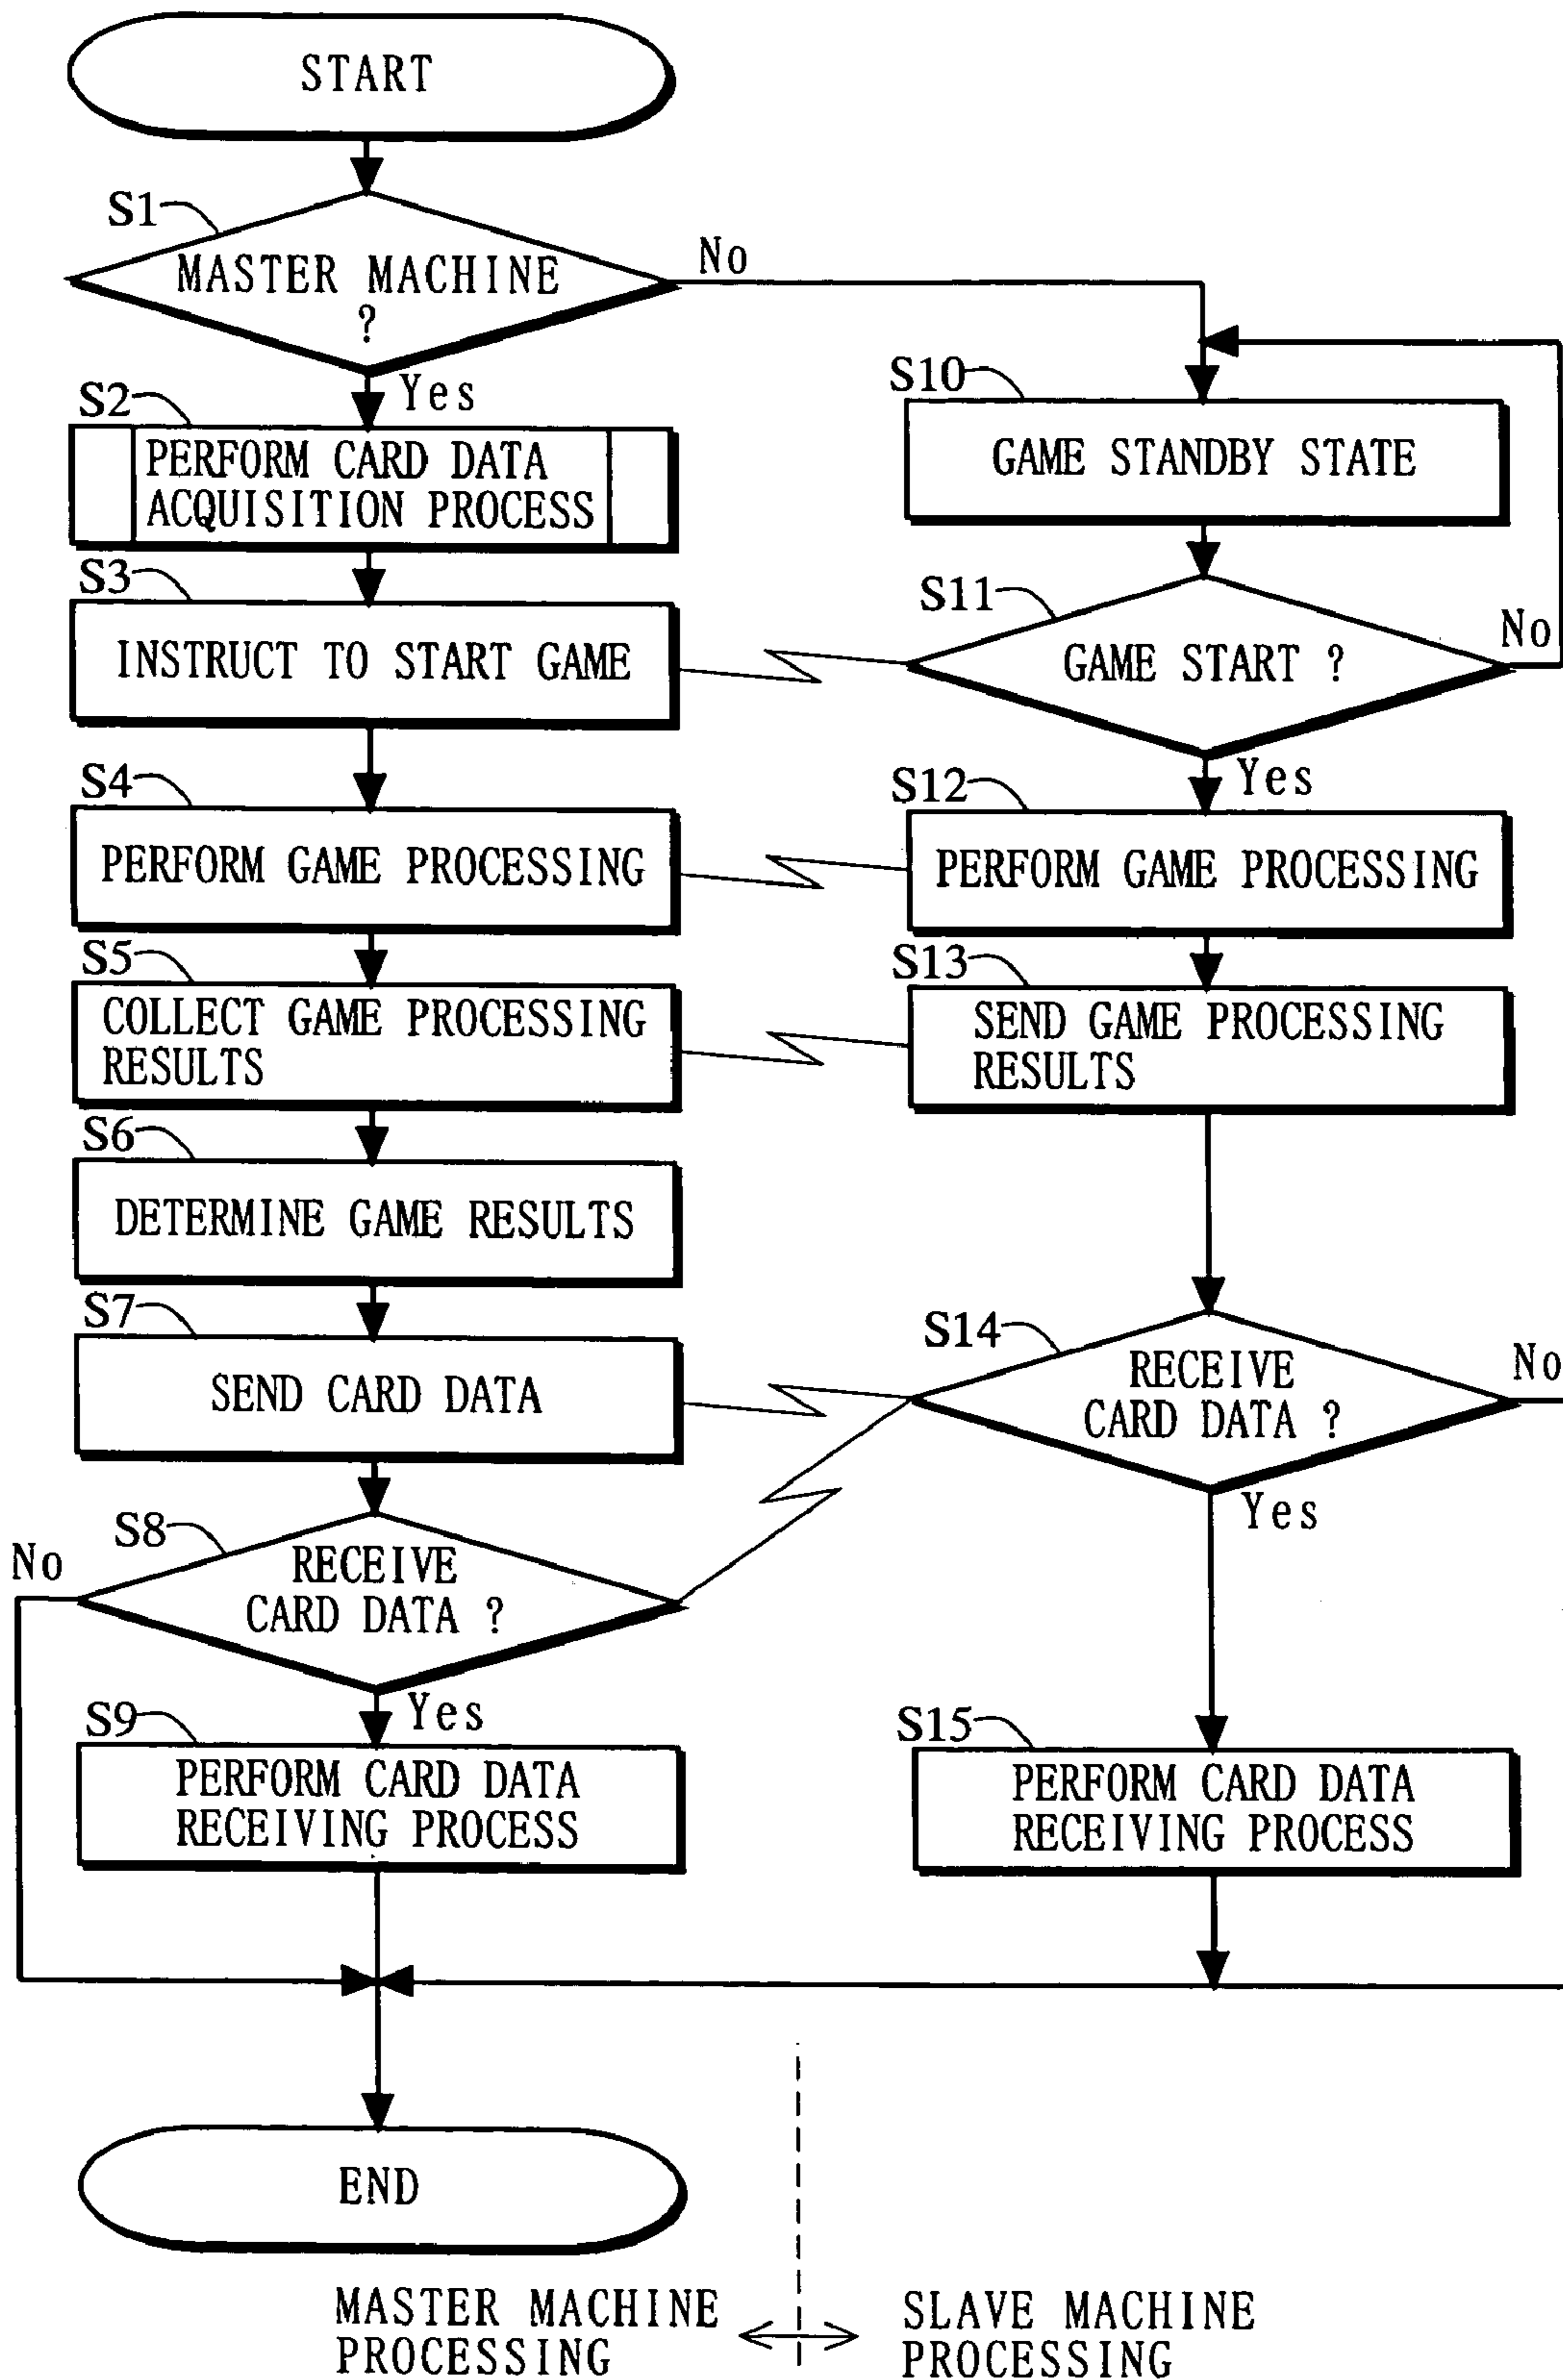 START
S1
MASTER MACHINE
?
No
Yes
S2
PERFORM CARD DATA
ACQUISITION PROCESS
S3
INSTRUCT TO START GAME
S4
PERFORM GAME PROCESSING
S5
COLLECT GAME PROCESSING
RESULTS
S6
DETERMINE GAME RESULTS
S7
SEND CARD DATA
S8
No
RECEIVE
CARD DATA ?
Yes
S9
PERFORM CARD DATA
RECEIVING PROCESS
END
S10
GAME STANDBY STATE
S11
GAME START ?
No
Yes
S12
PERFORM GAME PROCESSING
S13
SEND GAME PROCESSING
RESULTS
S14
RECEIVE
CARD DATA ?
No
Yes
S15
PERFORM CARD DATA
RECEIVING PROCESS
MASTER MACHINE
PROCESSING
SLAVE MACHINE
PROCESSING